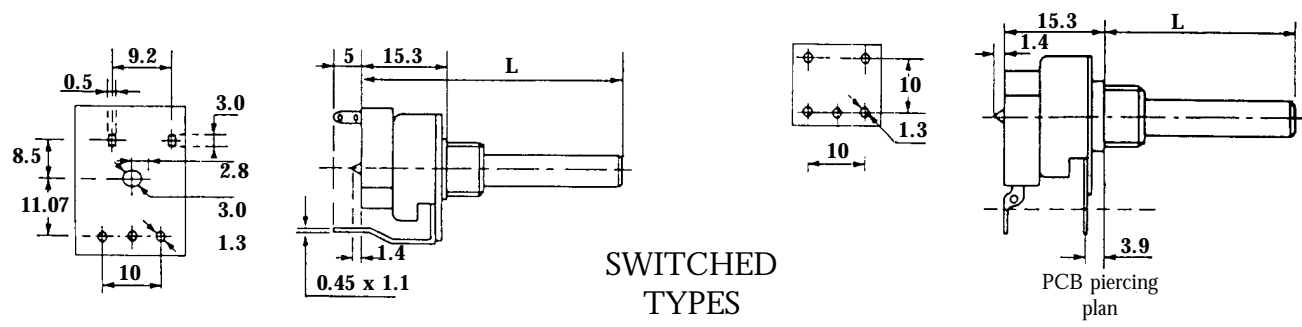 9.2
0.5
3.0
8.5
2.8
11.07
3.0
1.3
10
5 15.3
L
1.4
0.45 x 1.1
SWITCHED
TYPES
10
1.3
10
15.3 L
1.4
3.9
PCB piercing
plan